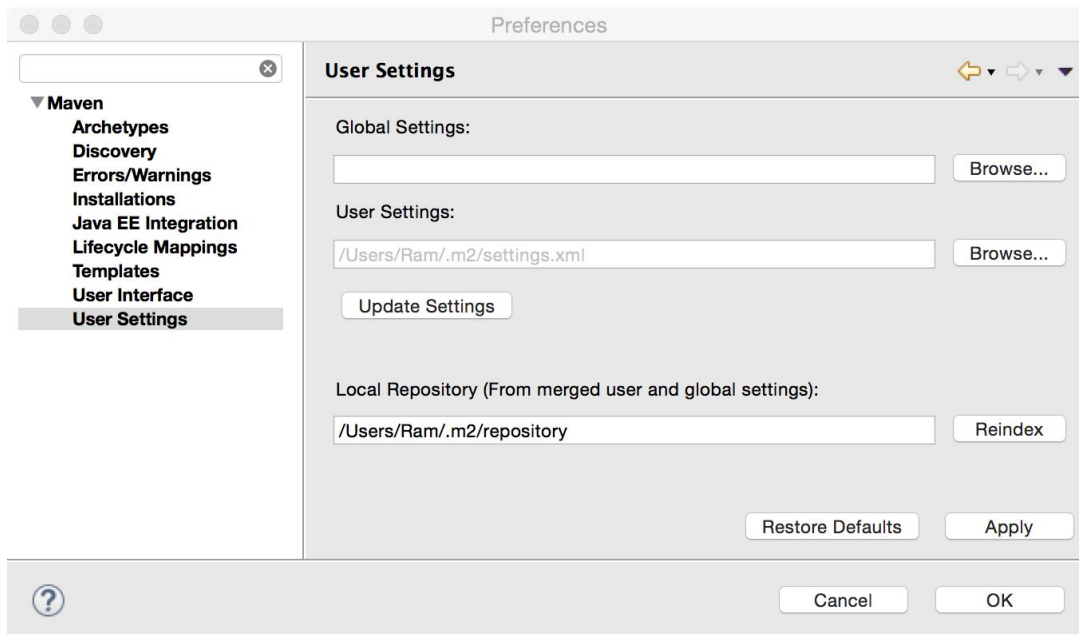 Preferences
Maven
Archetypes
Discovery
Errors/Warnings
Installations
Java EE Integration
Lifecycle Mappings
Templates
User Interface
User Settings
User Settings
Global Settings:
Browse...
User Settings:
/Users/Ram/.m2/settings.xml
Browse...
Update Settings
Local Repository (From merged user and global settings):
/Users/Ram/.m2/repository
Reindex
Restore Defaults
Apply
?
Cancel
OK